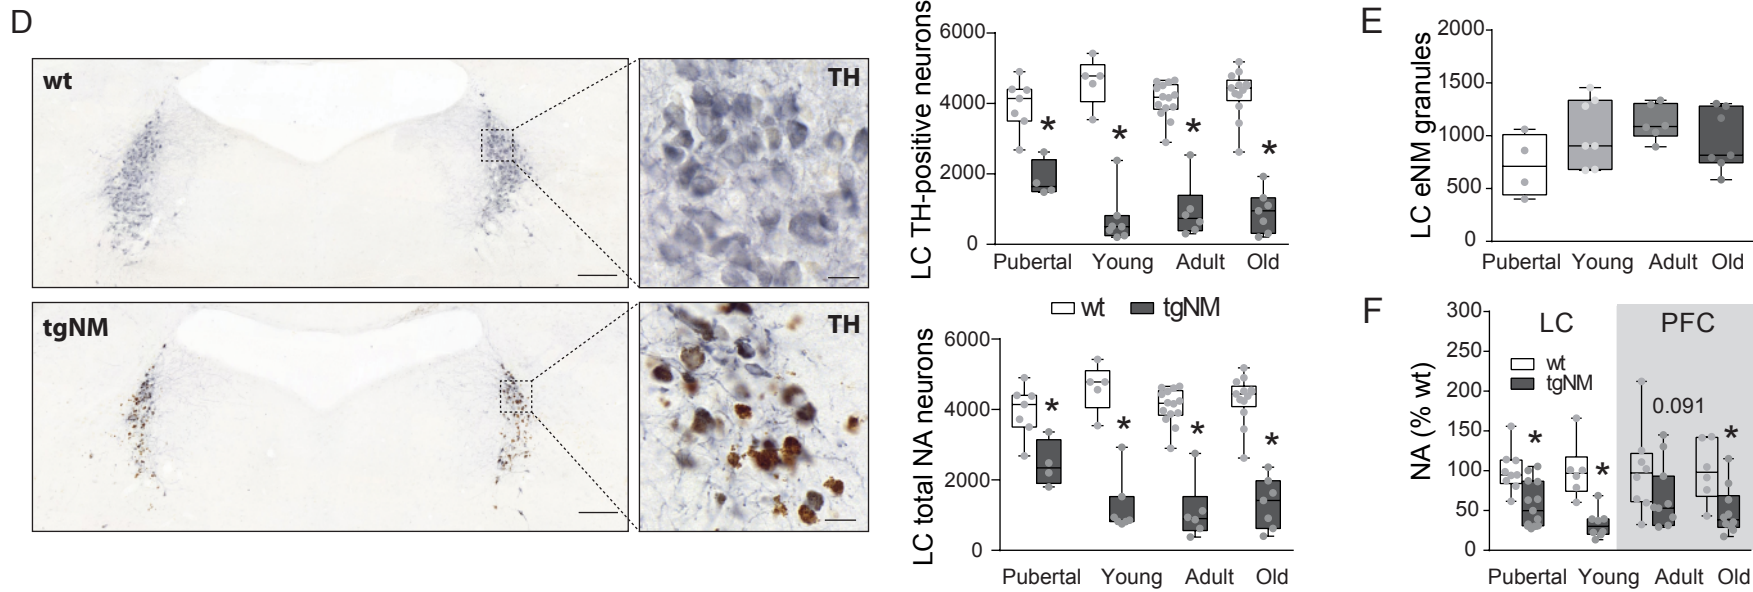 D
wt
TH
tgNM
TH
LC TH-positive neurons
6000
4000
2000
0
*
*
*
*
Pubertal Young Adult Old
wt tgNM
LC total NA neurons
6000
4000
2000
0
*
*
*
*
Pubertal Young Adult Old
E
LC eNM granules
2000
1500
1000
500
0
Pubertal Young Adult Old
F
NA (% wt)
300
250
200
150
100
50
0
LC PFC
wt
tgNM
0.091
*
*
*
Pubertal Young Adult Old